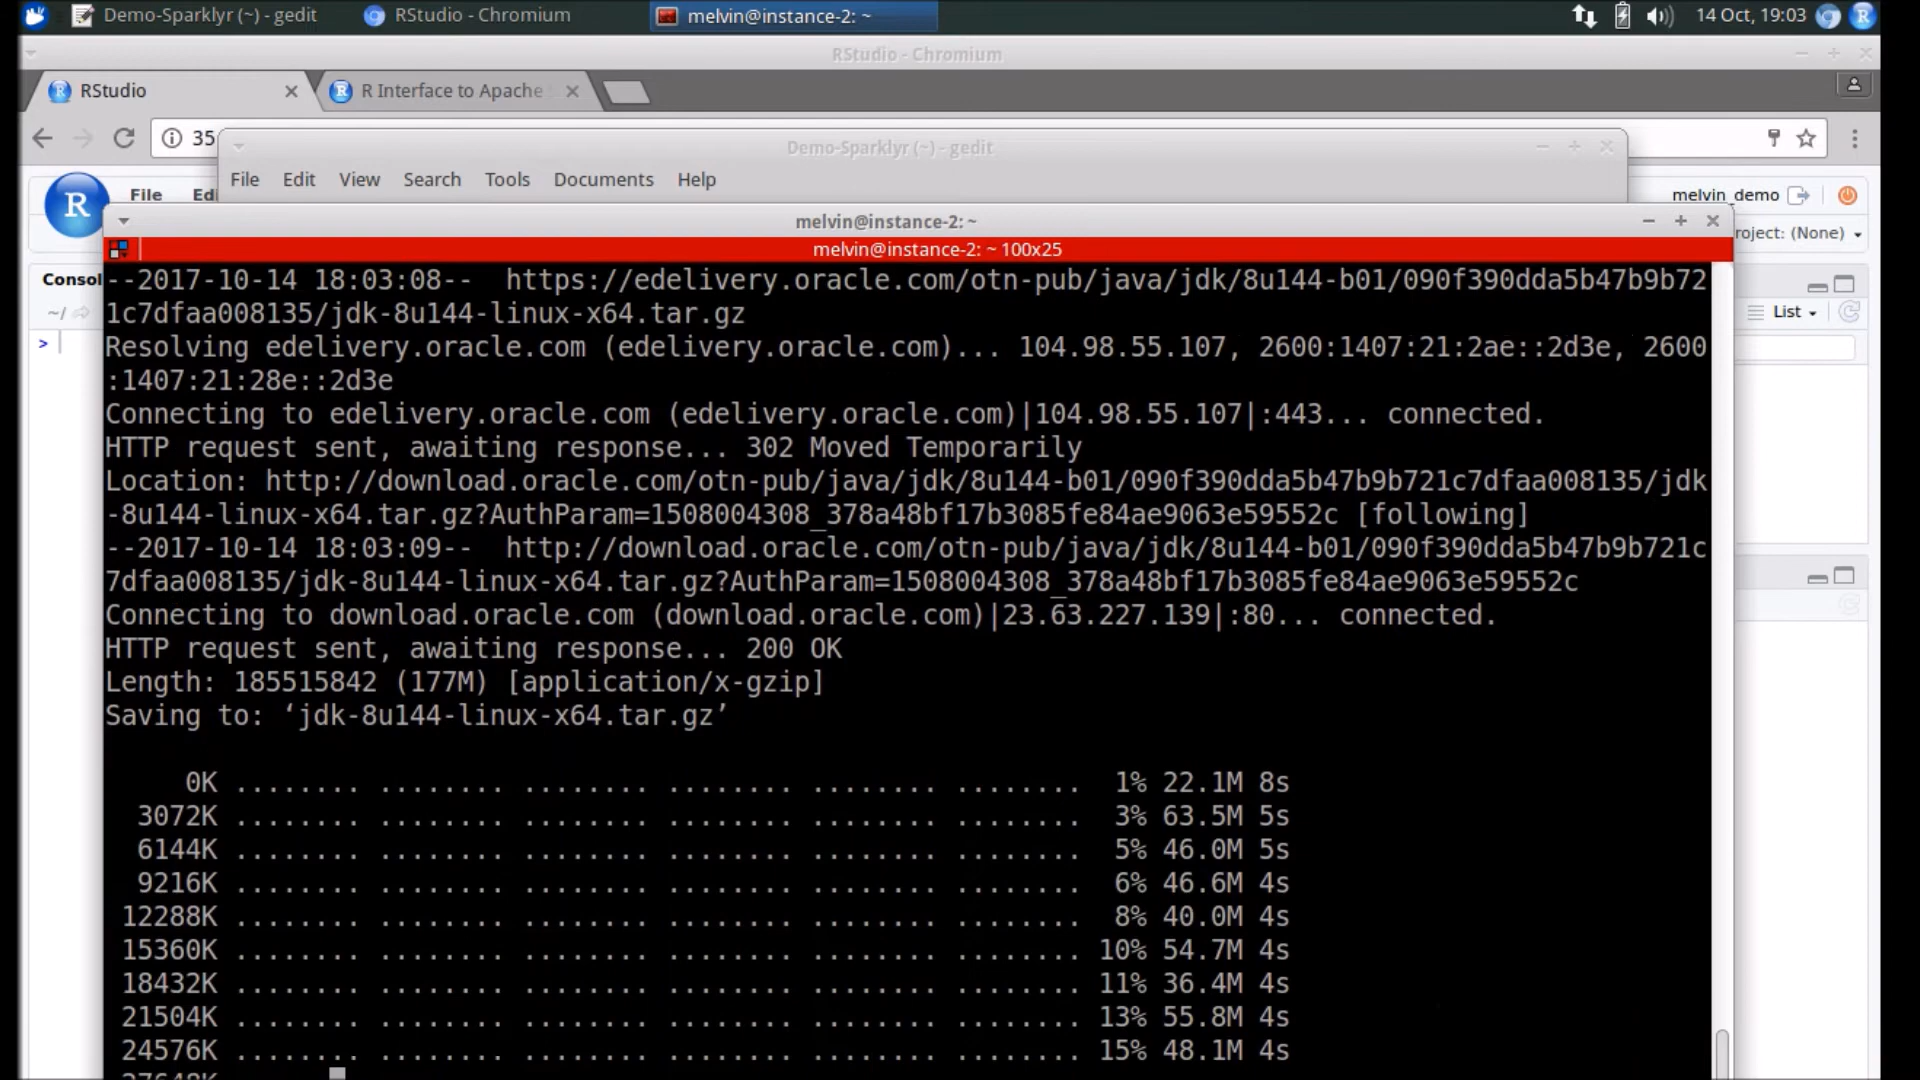 Demo-Sparklyr (~) - gedit
RStudio - Chromium
melvin@instance-2: ~
14 Oct, 19:03
RStudio - Chromium
RStudio
R Interface to Apache
35
Demo-Sparklyr (~) - gedit
File Edit View Search Tools Documents Help
R
File
Edi
melvin_demo
roject: (None)
melvin@instance-2: ~
melvin@instance-2: ~ 100x25
Consol
~/
>
List
--2017-10-14 18:03:08--  https://edelivery.oracle.com/otn-pub/java/jdk/8u144-b01/090f390dda5b47b9b72
1c7dfaa008135/jdk-8u144-linux-x64.tar.gz
Resolving edelivery.oracle.com (edelivery.oracle.com)... 104.98.55.107, 2600:1407:21:2ae::2d3e, 2600
:1407:21:28e::2d3e
Connecting to edelivery.oracle.com (edelivery.oracle.com)|104.98.55.107|:443... connected.
HTTP request sent, awaiting response... 302 Moved Temporarily
Location: http://download.oracle.com/otn-pub/java/jdk/8u144-b01/090f390dda5b47b9b721c7dfaa008135/jdk
-8u144-linux-x64.tar.gz?AuthParam=1508004308_378a48bf17b3085fe84ae9063e59552c [following]
--2017-10-14 18:03:09--  http://download.oracle.com/otn-pub/java/jdk/8u144-b01/090f390dda5b47b9b721c
7dfaa008135/jdk-8u144-linux-x64.tar.gz?AuthParam=1508004308_378a48bf17b3085fe84ae9063e59552c
Connecting to download.oracle.com (download.oracle.com)|23.63.227.139|:80... connected.
HTTP request sent, awaiting response... 200 OK
Length: 185515842 (177M) [application/x-gzip]
Saving to: ‘jdk-8u144-linux-x64.tar.gz’
0K ........ ........ ........ ........ ........ ........  1% 22.1M 8s
3072K ........ ........ ........ ........ ........ ........  3% 63.5M 5s
6144K ........ ........ ........ ........ ........ ........  5% 46.0M 5s
9216K ........ ........ ........ ........ ........ ........  6% 46.6M 4s
12288K ........ ........ ........ ........ ........ ........  8% 40.0M 4s
15360K ........ ........ ........ ........ ........ ........ 10% 54.7M 4s
18432K ........ ........ ........ ........ ........ ........ 11% 36.4M 4s
21504K ........ ........ ........ ........ ........ ........ 13% 55.8M 4s
24576K ........ ........ ........ ........ ........ ........ 15% 48.1M 4s